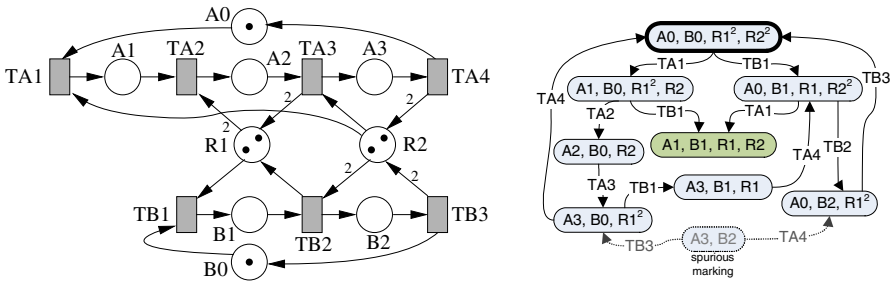 A0
A1 TA2 A2 TA3 A3
TA1 TA4
2 2
2
R1 R2
2 2
TB1 TB3
B1 TB2 B2
B0
A0, B0, R1², R2²
TA1 TB1
A1, B0, R1², R2 A0, B1, R1, R2²
TA4 TA2 TB1 TA1 TB3
A1, B1, R1, R2
A2, B0, R2 TB2
TA4
TA3 TB1 A3, B1, R1
A0, B2, R1²
A3, B0, R1²
TB3 A3, B2 TA4
spurious
marking